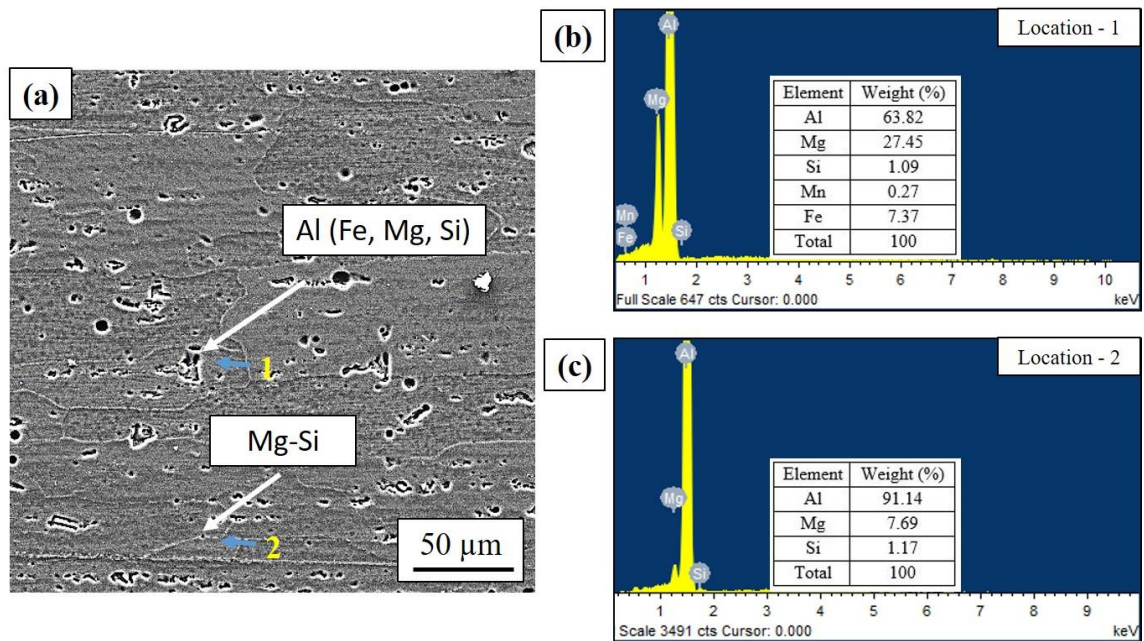 (a)
Al (Fe, Mg, Si)
1
Mg-Si
2
50 µm
(b)
Location - 1
Al
Mg
Mn
Fe
Si
Element Weight (%)
Al 63.82
Mg 27.45
Si 1.09
Mn 0.27
Fe 7.37
Total 100
1 2 3 4 5 6 7 8 9 10
Full Scale 647 cts Cursor: 0.000 keV
(c)
Location - 2
Al
Mg
Si
Element Weight (%)
Al 91.14
Mg 7.69
Si 1.17
Total 100
1 2 3 4 5 6 7 8 9
Scale 3491 cts Cursor: 0.000 keV